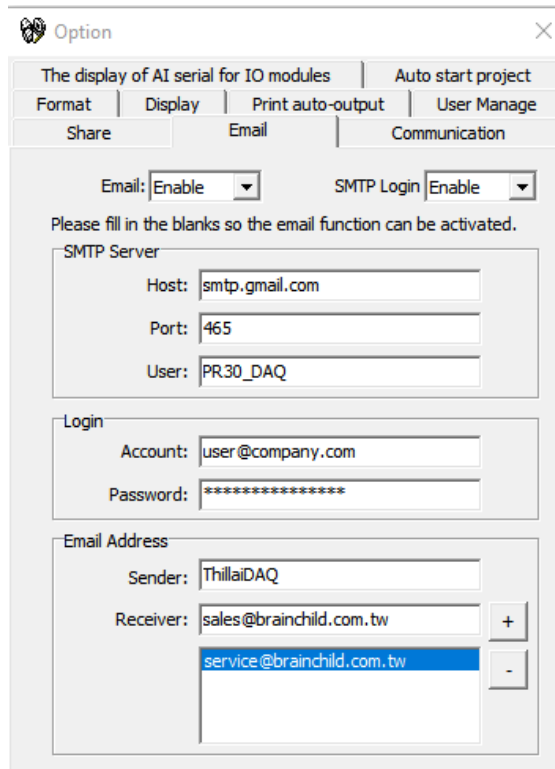 Option
The display of AI serial for IO modules Auto start project
Format Display Print auto-output User Manage
Share Email Communication
Email: Enable SMTP Login Enable
Please fill in the blanks so the email function can be activated.
SMTP Server
Host: smtp.gmail.com
Port: 465
User: PR30_DAQ
Login
Account: user@company.com
Password: ***************
Email Address
Sender: ThillaiDAQ
Receiver: sales@brainchild.com.tw +
service@brainchild.com.tw -